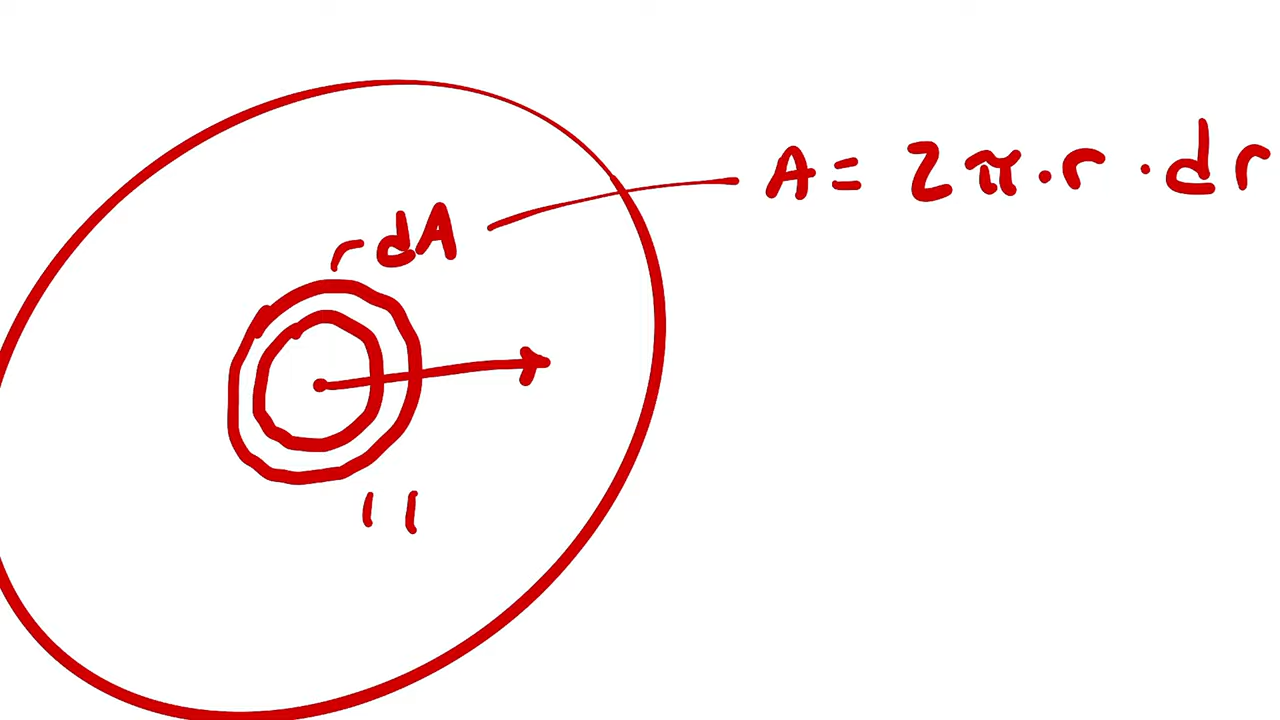 A = 2π · r · dr
r dA